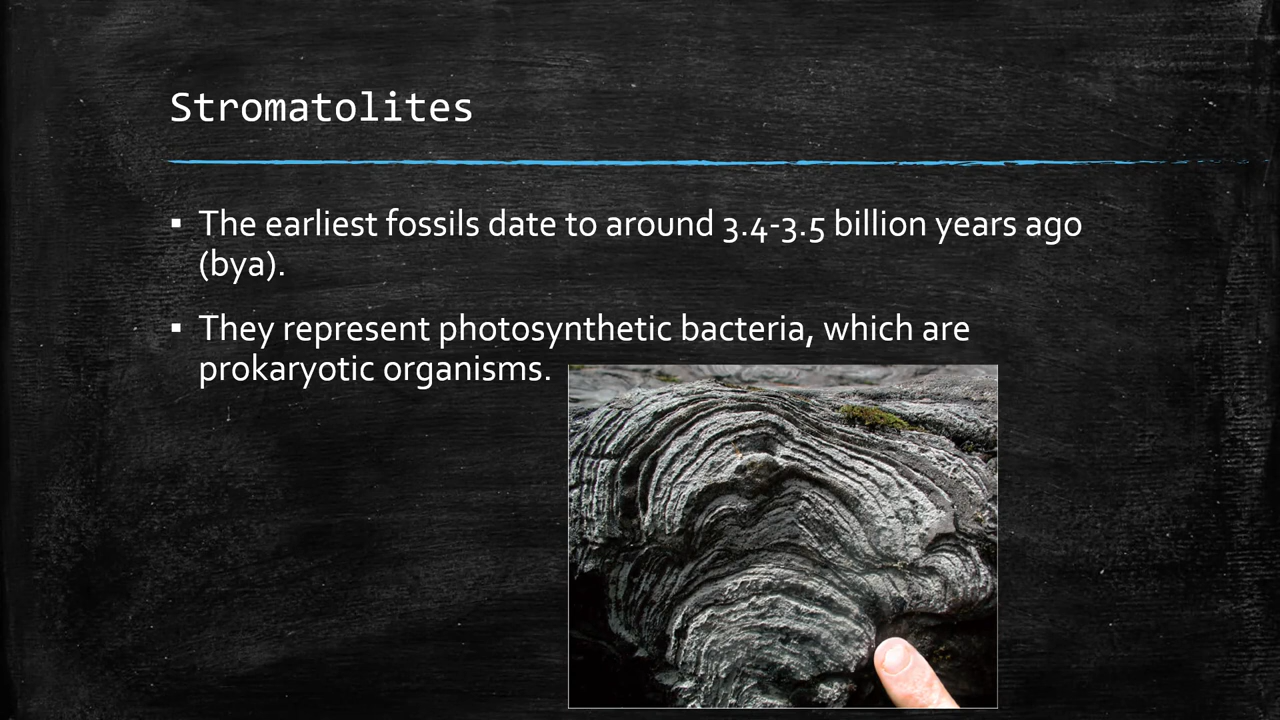 Stromatolites
▪ The earliest fossils date to around 3.4-3.5 billion years ago
(bya).
▪ They represent photosynthetic bacteria, which are
prokaryotic organisms.